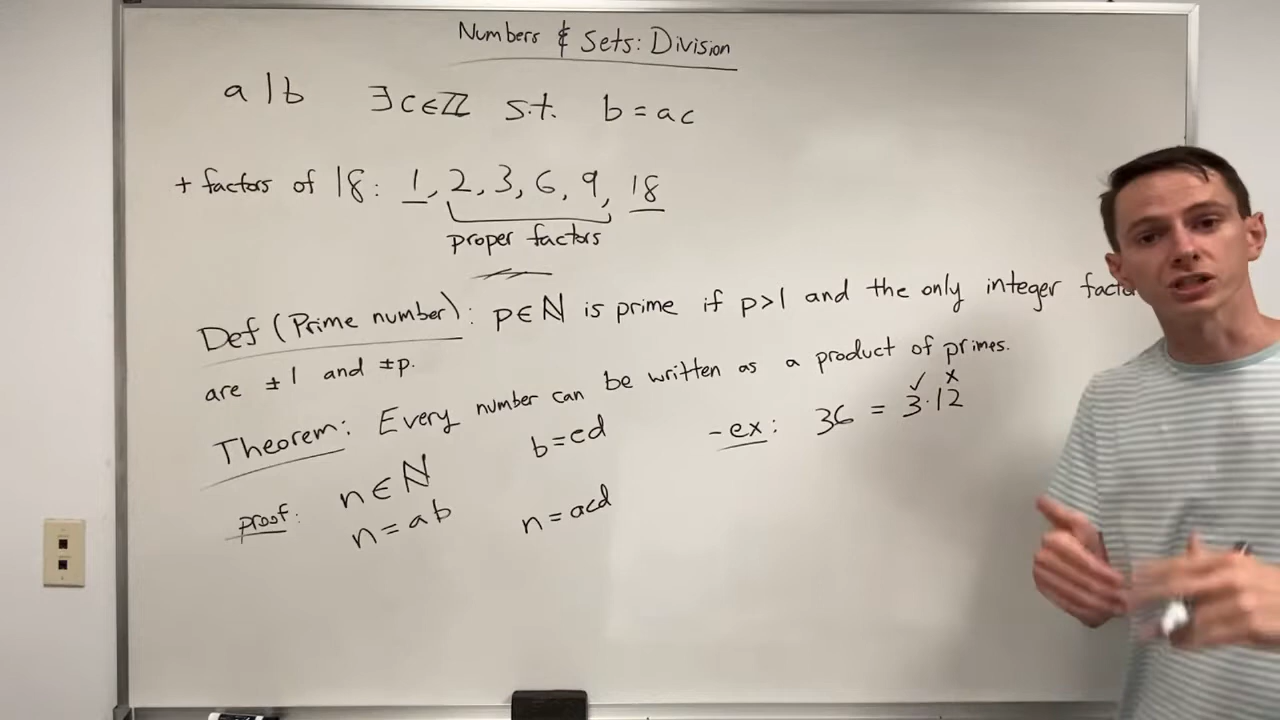 Numbers & Sets: Division
a | b ∃ c ∈ ℤ s.t. b = ac
+ factors of 18: 1, 2, 3, 6, 9, 18
proper factors
Def (Prime number): p ∈ ℕ is prime if p > 1 and the only integer
are ±1 and ±p.
Theorem: Every number can be written as a product of primes.
✓ x
- ex: 36 = 3·12
b = cd
proof: n ∈ ℕ
n = ab n = acd